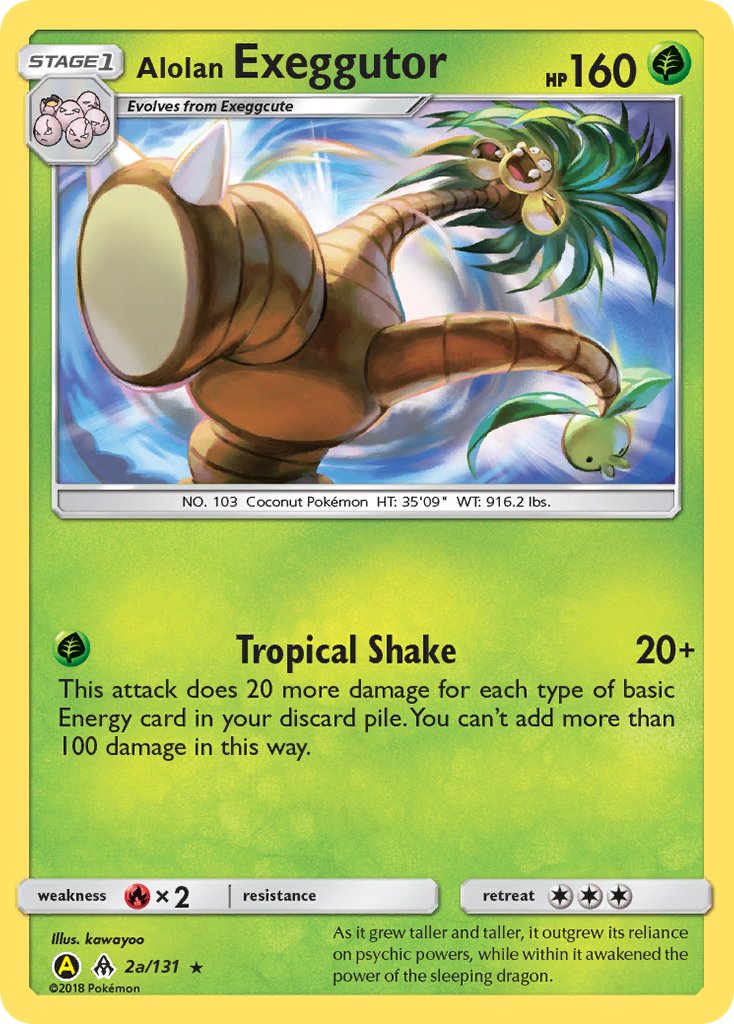 STAGE 1
Alolan Exeggutor
HP 160
Evolves from Exeggcute
NO. 103 Coconut Pokémon HT: 35'09" WT: 916.2 lbs.
Tropical Shake 20+
This attack does 20 more damage for each type of basic
Energy card in your discard pile. You can't add more than
100 damage in this way.
weakness ×2 resistance retreat
Illus. kawayoo
A 2a/131 ★
©2018 Pokémon
As it grew taller and taller, it outgrew its reliance
on psychic powers, while within it awakened the
power of the sleeping dragon.